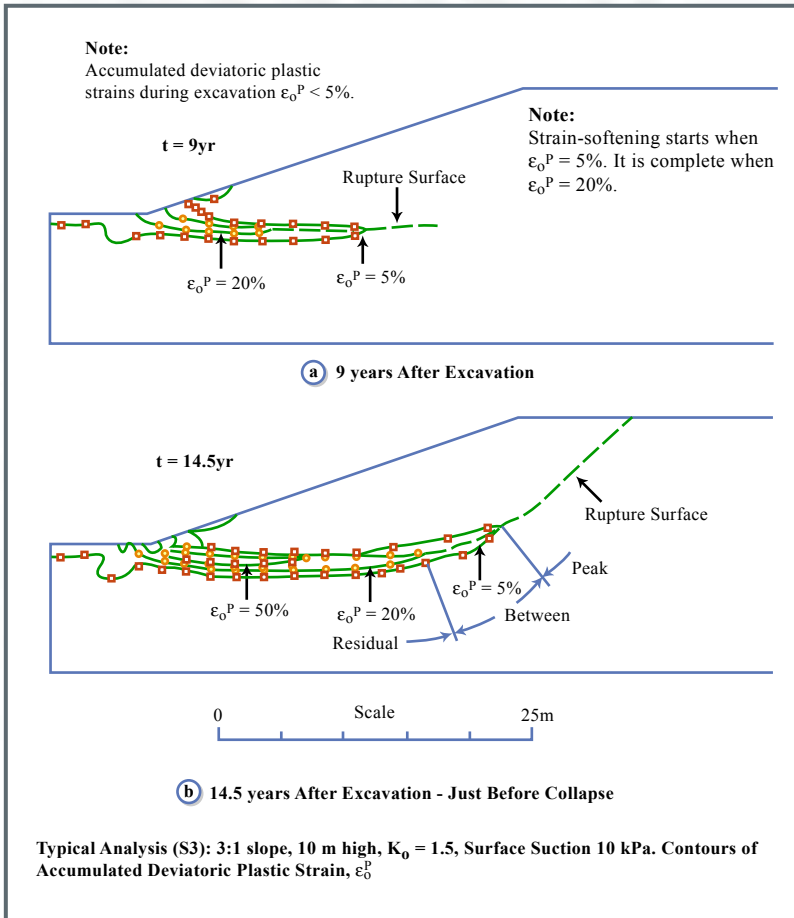 Note:
Accumulated deviatoric plastic
strains during excavation εₒᴾ < 5%.
Note:
Strain-softening starts when
εₒᴾ = 5%. It is complete when
εₒᴾ = 20%.
t = 9yr
Rupture Surface
εₒᴾ = 20%
εₒᴾ = 5%
a 9 years After Excavation
t = 14.5yr
Rupture Surface
Peak
εₒᴾ = 5%
εₒᴾ = 50%
εₒᴾ = 20%
Between
Residual
0 Scale 25m
b 14.5 years After Excavation - Just Before Collapse
Typical Analysis (S3): 3:1 slope, 10 m high, Kₒ = 1.5, Surface Suction 10 kPa. Contours of
Accumulated Deviatoric Plastic Strain, εₒᴾ